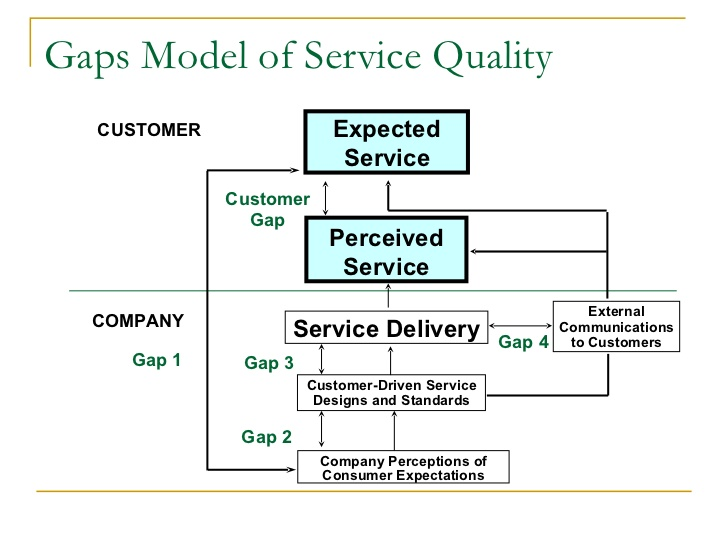 Gaps Model of Service Quality
CUSTOMER
Expected
Service
Customer
Gap
Perceived
Service
COMPANY
Service Delivery
External
Communications
to Customers
Gap 4
Gap 1
Gap 3
Customer-Driven Service
Designs and Standards
Gap 2
Company Perceptions of
Consumer Expectations